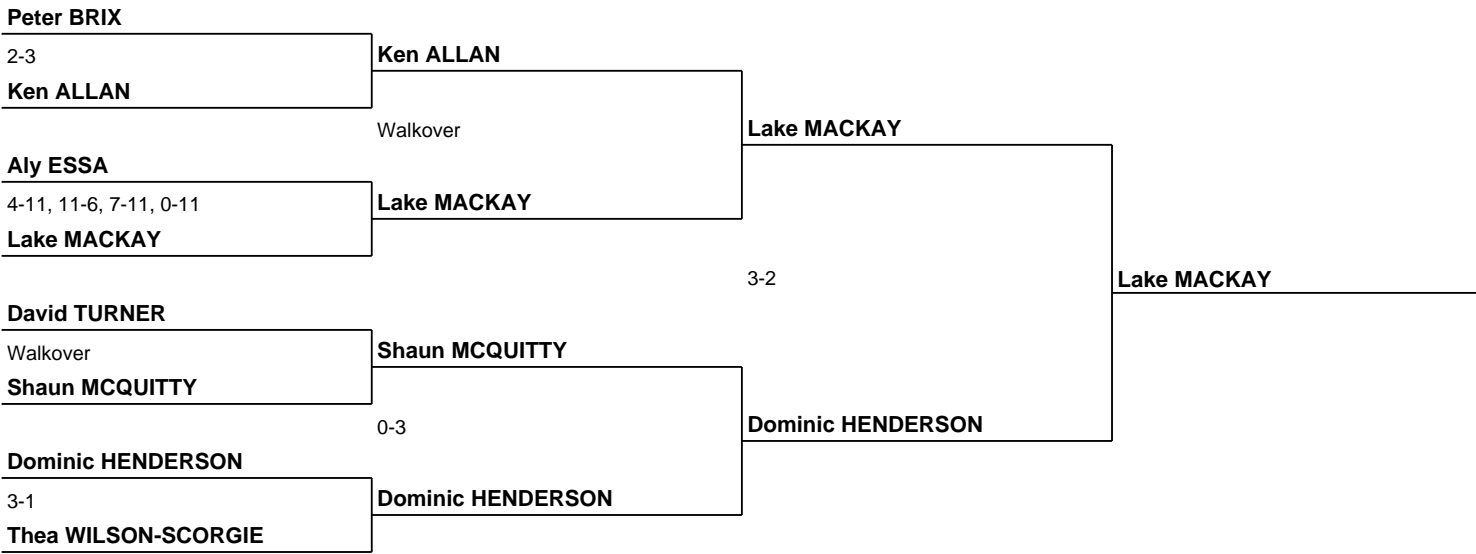 Peter BRIX
2-3
Ken ALLAN
Ken ALLAN
Walkover
Lake MACKAY
Aly ESSA
4-11, 11-6, 7-11, 0-11
Lake MACKAY
Lake MACKAY
3-2
Lake MACKAY
David TURNER
Walkover
Shaun MCQUITTY
Shaun MCQUITTY
0-3
Dominic HENDERSON
Dominic HENDERSON
3-1
Dominic HENDERSON
Thea WILSON-SCORGIE